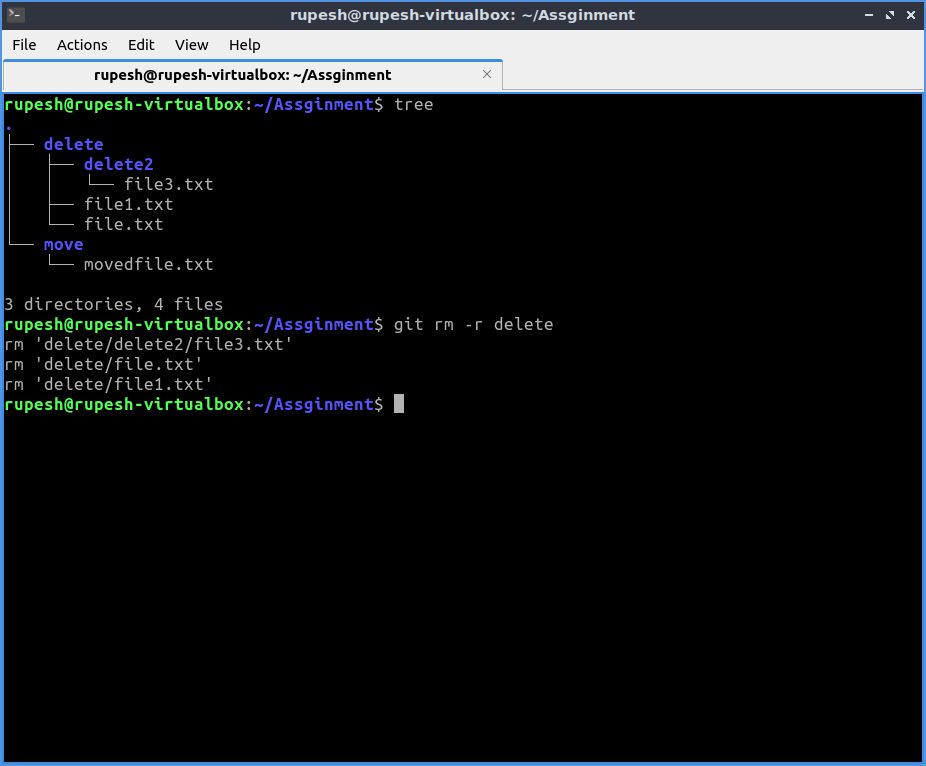 rupesh@rupesh-virtualbox: ~/Assginment
File Actions Edit View Help
rupesh@rupesh-virtualbox: ~/Assginment
rupesh@rupesh-virtualbox:~/Assginment$ tree
.
├── delete
│   ├── delete2
│   │   └── file3.txt
│   ├── file1.txt
│   └── file.txt
└── move
    └── movedfile.txt
3 directories, 4 files
rupesh@rupesh-virtualbox:~/Assginment$ git rm -r delete
rm 'delete/delete2/file3.txt'
rm 'delete/file.txt'
rm 'delete/file1.txt'
rupesh@rupesh-virtualbox:~/Assginment$